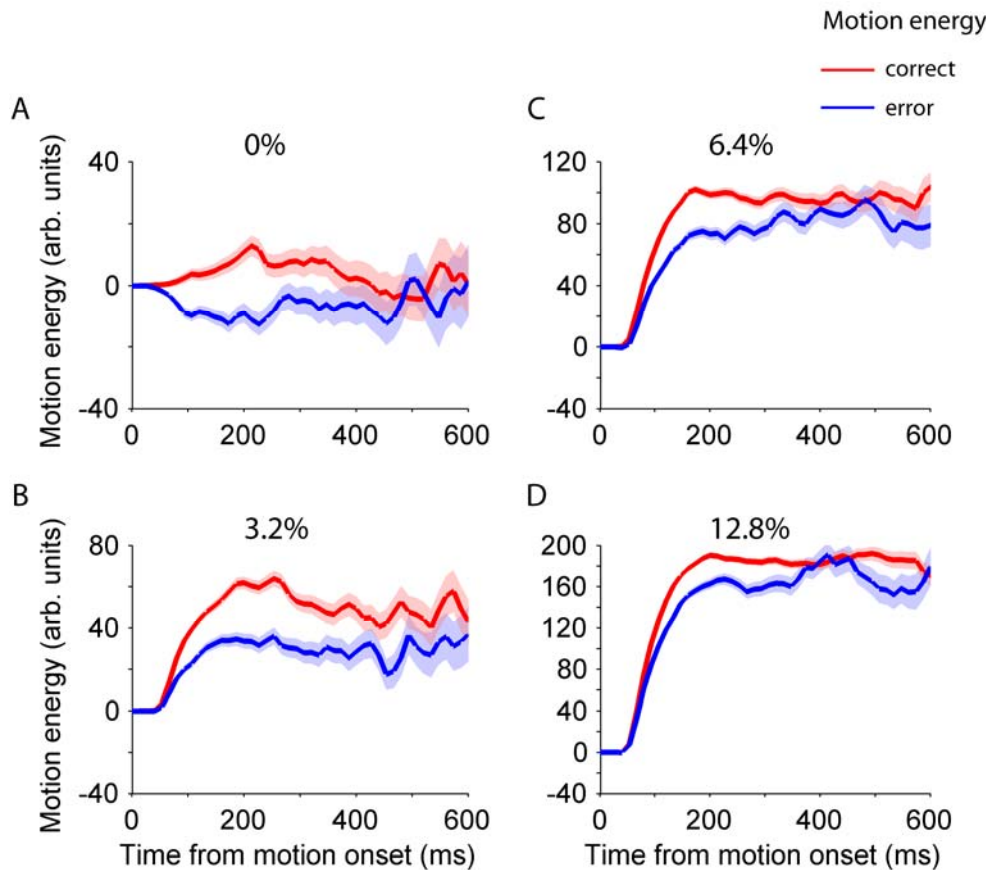 Motion energy
correct
error
A
0%
Motion energy (arb. units)
40
0
-40
0 200 400 600
B
3.2%
Motion energy (arb. units)
80
40
0
-40
0 200 400 600
Time from motion onset (ms)
C
6.4%
120
80
40
0
-40
0 200 400 600
D
12.8%
200
160
120
80
40
0
-40
0 200 400 600
Time from motion onset (ms)